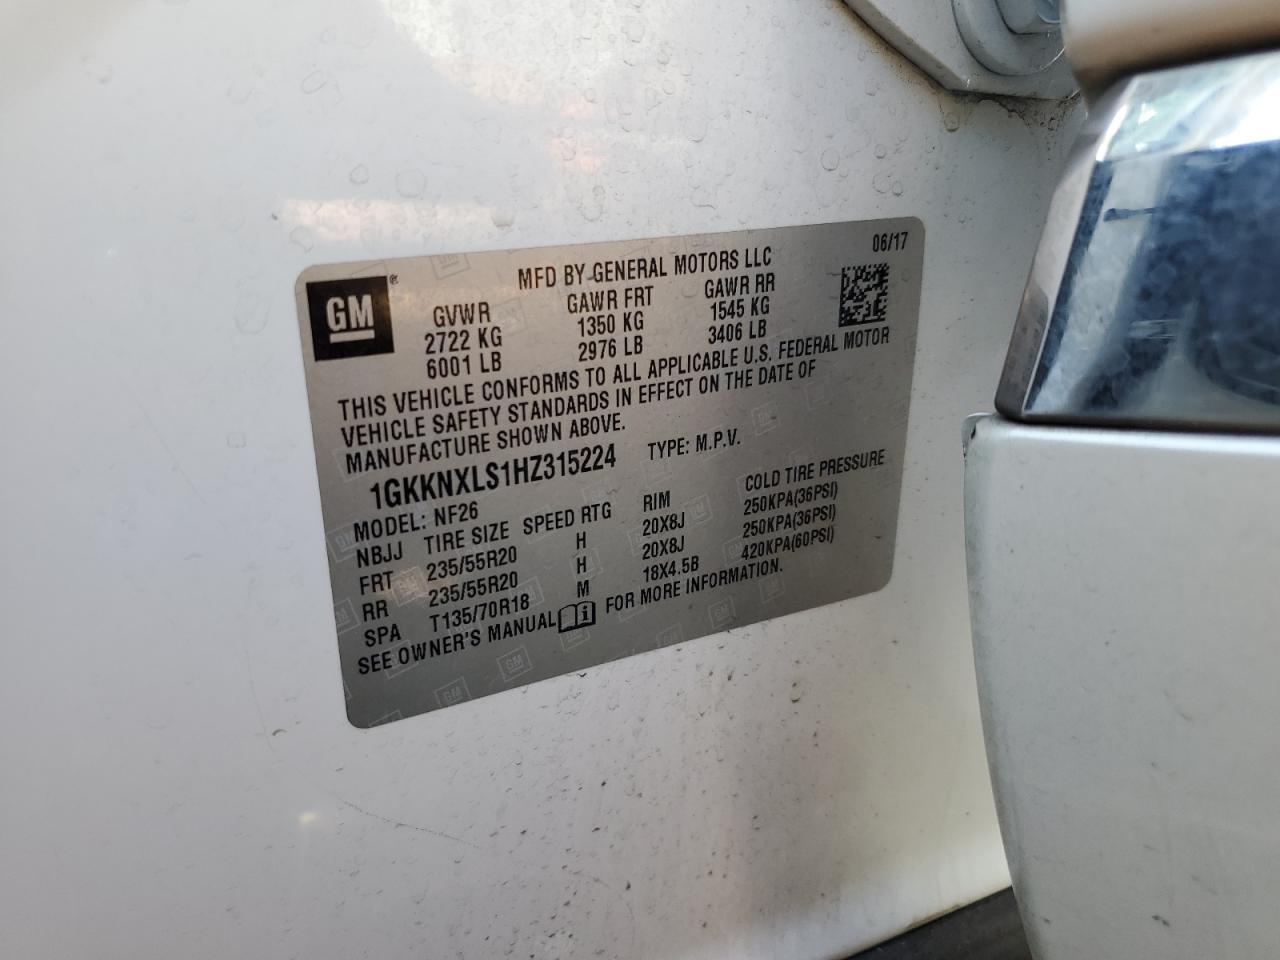 06/17
GM ®
MFD BY GENERAL MOTORS LLC
GVWR GAWR FRT GAWR RR
2722 KG 1350 KG 1545 KG
6001 LB 2976 LB 3406 LB
THIS VEHICLE CONFORMS TO ALL APPLICABLE U.S. FEDERAL MOTOR
VEHICLE SAFETY STANDARDS IN EFFECT ON THE DATE OF
MANUFACTURE SHOWN ABOVE.
1GKKNXLS1HZ315224 TYPE: M.P.V.
MODEL: NF26
NBJJ TIRE SIZE SPEED RTG RIM COLD TIRE PRESSURE
FRT 235/55R20 H 20X8J 250KPA(36PSI)
RR 235/55R20 H 20X8J 250KPA(36PSI)
SPA T135/70R18 M 18X4.5B 420KPA(60PSI)
SEE OWNER'S MANUAL i FOR MORE INFORMATION.